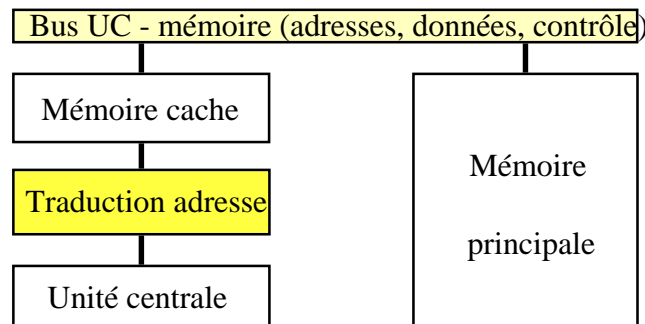 Bus UC - mémoire (adresses, données, contrôle)
Mémoire cache
Traduction adresse
Unité centrale
Mémoire
principale